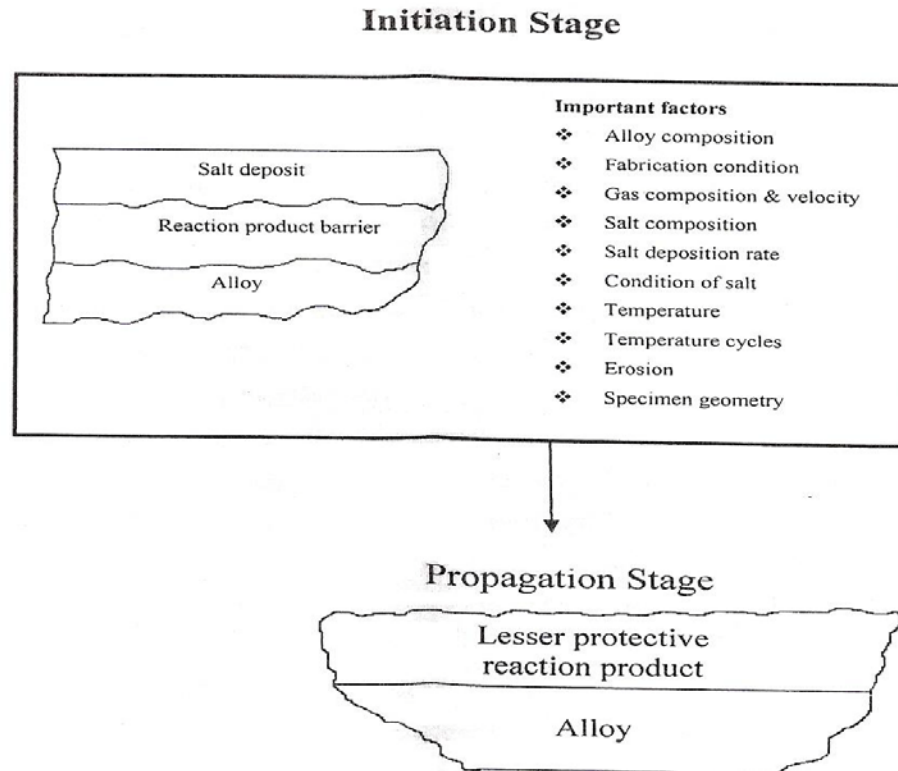 Initiation Stage
Salt deposit
Reaction product barrier
Alloy
Important factors
❖ Alloy composition
❖ Fabrication condition
❖ Gas composition & velocity
❖ Salt composition
❖ Salt deposition rate
❖ Condition of salt
❖ Temperature
❖ Temperature cycles
❖ Erosion
❖ Specimen geometry
Propagation Stage
Lesser protective
reaction product
Alloy